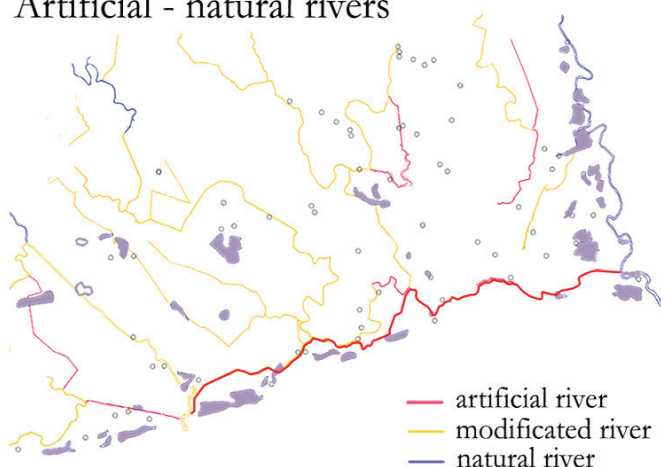 Artificial - natural rivers
artificial river
modificated river
natural river